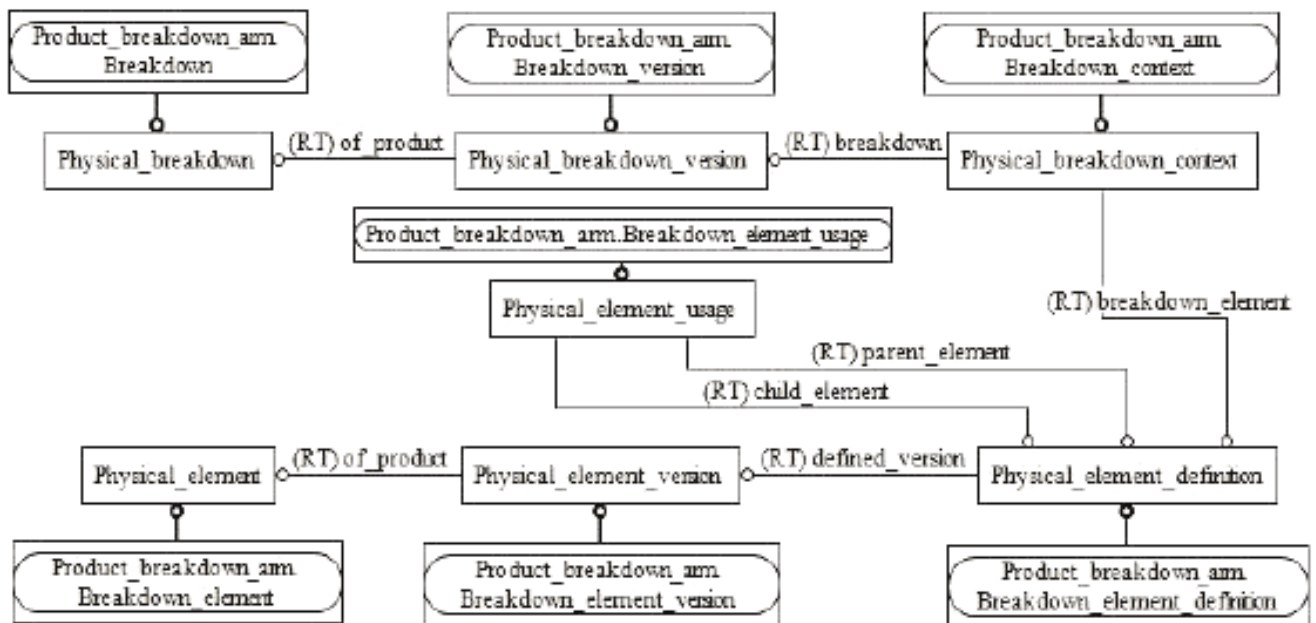 Product_breakdown_arm.
Breakdown
Product_breakdown_arm.
Breakdown_version
Product_breakdown_arm.
Breakdown_context
Physical_breakdown
(RT) of_product
Physical_breakdown_version
(RT) breakdown
Physical_breakdown_context
Product_breakdown_arm.Breakdown_element_usage
Physical_element_usage
(RT) breakdown_element
(RT) parent_element
(RT) child_element
Physical_element
(RT) of_product
Physical_element_version
(RT) defined_version
Physical_element_definition
Product_breakdown_arm.
Breakdown_element
Product_breakdown_arm.
Breakdown_element_version
Product_breakdown_arm.
Breakdown_element_definition